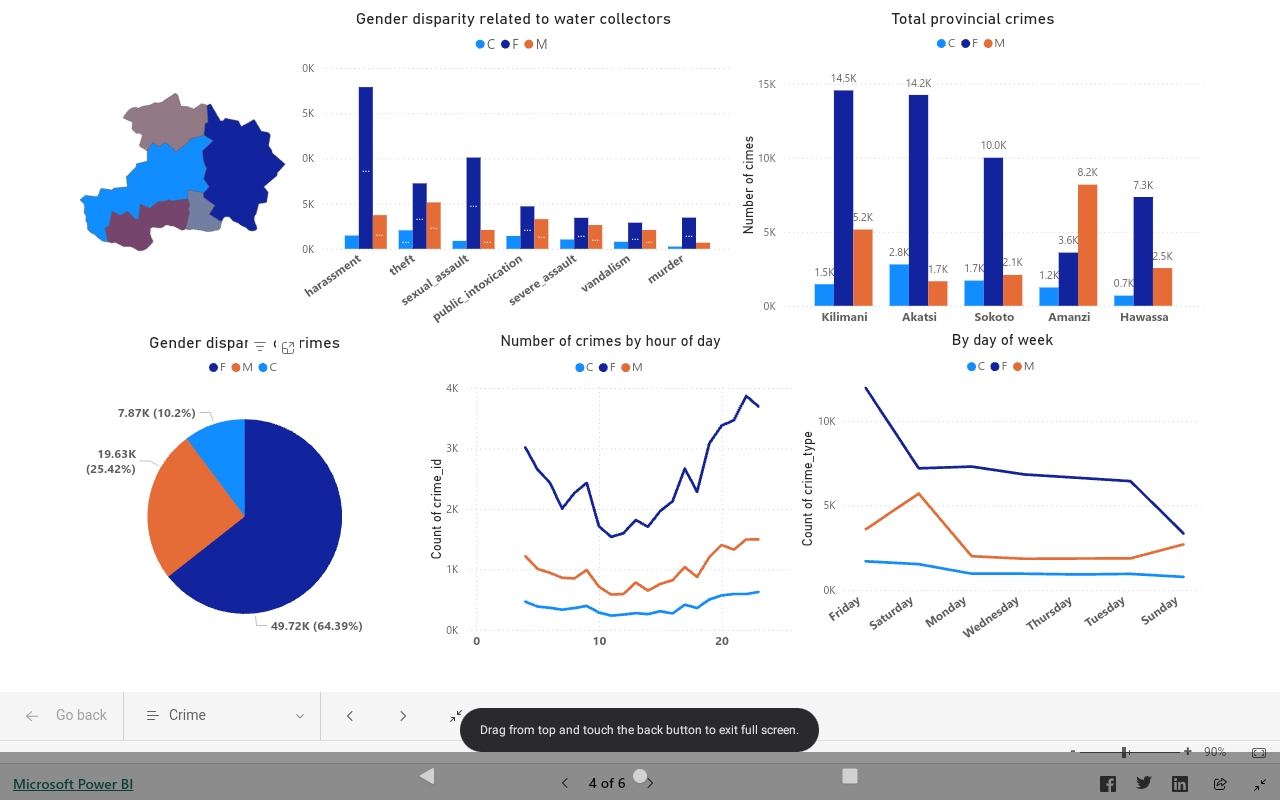 Gender disparity related to water collectors
C F M
0K
5K
0K
5K
0K
harassment
theft
sexual_assault
public_intoxication
severe_assault
vandalism
murder
Total provincial crimes
C F M
Number of cimes
15K
10K
5K
0K
1.5K
14.5K
5.2K
2.8K
14.2K
1.7K
1.7K
10.0K
2.1K
1.2K
3.6K
8.2K
0.7K
7.3K
2.5K
Kilimani
Akatsi
Sokoto
Amanzi
Hawassa
Gender dispar rimes
F M C
7.87K (10.2%)
19.63K
(25.42%)
49.72K (64.39%)
Number of crimes by hour of day
C F M
Count of crime_id
4K
3K
2K
1K
0K
0 10 20
By day of week
C F M
Count of crime_type
10K
5K
0K
Friday
Saturday
Monday
Wednesday
Thursday
Tuesday
Sunday
Go back
Crime
Drag from top and touch the back button to exit full screen.
- + 90%
Microsoft Power BI
4 of 6